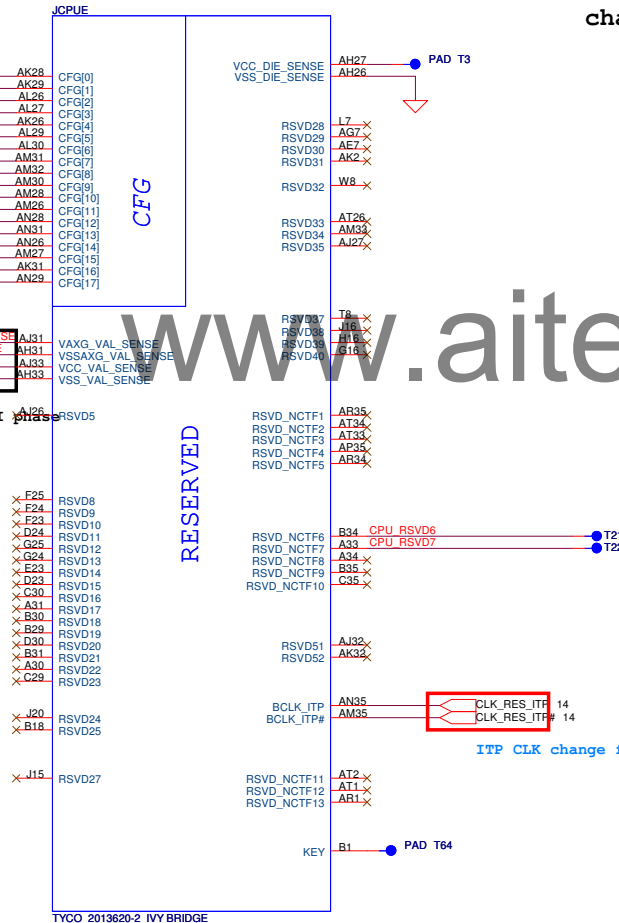 JCPUE
cha
VCC_DIE_SENSE AH27 PAD T3
VSS_DIE_SENSE AH26
AK28 CFG[0]
AK29 CFG[1]
AL26 CFG[2]
AL27 CFG[3]
AK26 CFG[4]
AL29 CFG[5]
AL30 CFG[6]
AM31 CFG[7]
AM32 CFG[8]
AM30 CFG[9]
AM28 CFG[10]
AM26 CFG[11]
AN28 CFG[12]
AN31 CFG[13]
AN26 CFG[14]
AM27 CFG[15]
AK31 CFG[16]
AN29 CFG[17]
CFG
RSVD28 L7
RSVD29 AG7
RSVD30 AE7
RSVD31 AK2
RSVD32 W8
RSVD33 AT26
RSVD34 AM33
RSVD35 AJ27
RSVD37 T8
RSVD38 J16
RSVD39 H16
RSVD40 G16
www.aite
SE AJ31 VAXG_VAL_SENSE
E AH31 VSSAXG_VAL_SENSE
AJ33 VCC_VAL_SENSE
AH33 VSS_VAL_SENSE
AJ26 RSVD5
I phase
RESERVED
RSVD_NCTF1 AR35
RSVD_NCTF2 AT34
RSVD_NCTF3 AT33
RSVD_NCTF4 AP35
RSVD_NCTF5 AR34
F25 RSVD8
F24 RSVD9
F23 RSVD10
D24 RSVD11
G25 RSVD12
G24 RSVD13
E23 RSVD14
D23 RSVD15
C30 RSVD16
A31 RSVD17
B30 RSVD18
B29 RSVD19
D30 RSVD20
B31 RSVD21
A30 RSVD22
C29 RSVD23
RSVD_NCTF6 B34 CPU_RSVD6 T21
RSVD_NCTF7 A33 CPU_RSVD7 T22
RSVD_NCTF8 A34
RSVD_NCTF9 B35
RSVD_NCTF10 C35
RSVD51 AJ32
RSVD52 AK32
J20 RSVD24
B18 RSVD25
BCLK_ITP AN35 CLK_RES_ITP 14
BCLK_ITP# AM35 CLK_RES_ITP# 14
ITP CLK change f
J15 RSVD27
RSVD_NCTF11 AT2
RSVD_NCTF12 AT1
RSVD_NCTF13 AR1
KEY B1 PAD T64
TYCO_2013620-2_IVY BRIDGE